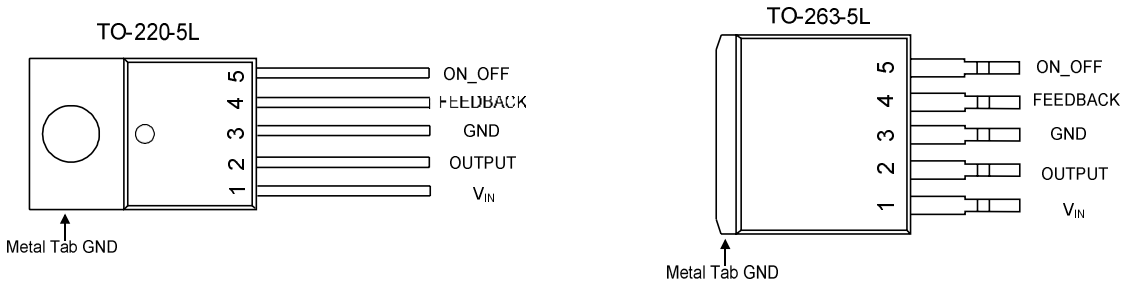 TO-220-5L
5 ON_OFF
4 FEEDBACK
3 GND
2 OUTPUT
1 VIN
Metal Tab GND
TO-263-5L
5 ON_OFF
4 FEEDBACK
3 GND
2 OUTPUT
1 VIN
Metal Tab GND